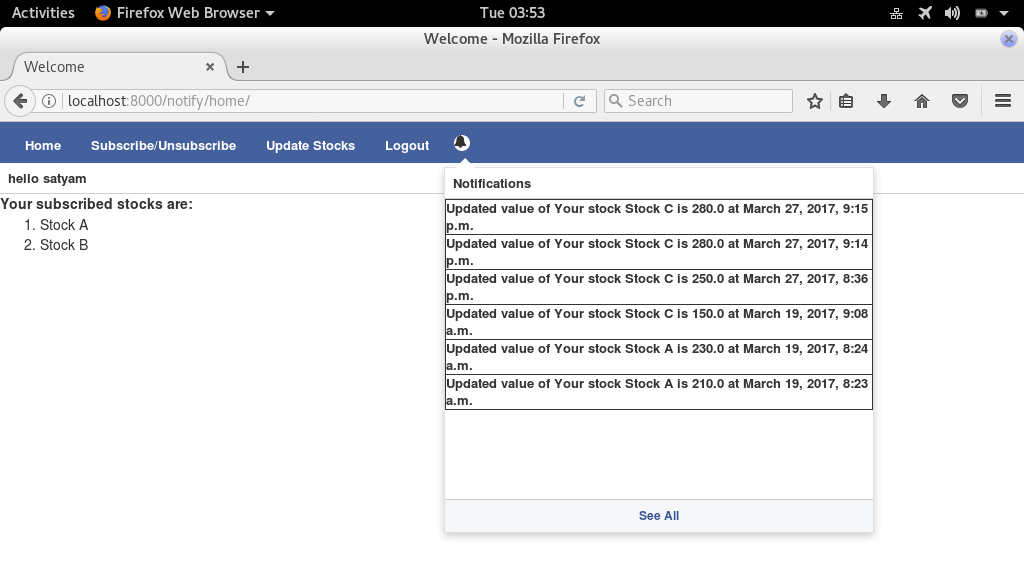 Activities Firefox Web Browser Tue 03:53
Welcome - Mozilla Firefox
Welcome
localhost:8000/notify/home/ Search
Home Subscribe/Unsubscribe Update Stocks Logout
hello satyam
Your subscribed stocks are:
1. Stock A
2. Stock B
Notifications
Updated value of Your stock Stock C is 280.0 at March 27, 2017, 9:15
p.m.
Updated value of Your stock Stock C is 280.0 at March 27, 2017, 9:14
p.m.
Updated value of Your stock Stock C is 250.0 at March 27, 2017, 8:36
p.m.
Updated value of Your stock Stock C is 150.0 at March 19, 2017, 9:08
a.m.
Updated value of Your stock Stock A is 230.0 at March 19, 2017, 8:24
a.m.
Updated value of Your stock Stock A is 210.0 at March 19, 2017, 8:23
a.m.
See All